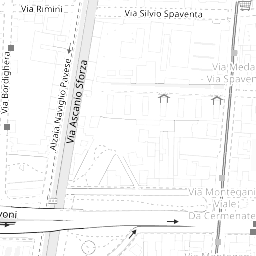 Via Rimini
Via Silvio Spaventa
Via Bordighera
Alzaia Naviglio Pavese
Via Ascanio Sforza
Via Meda
- Via Spaven
Via Montegani
- Viale
Da Cermenate
voni